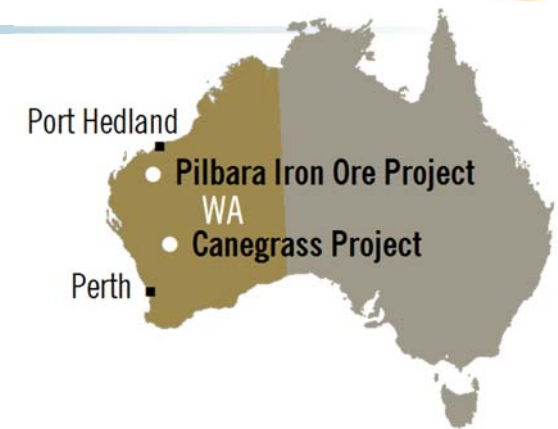 Port Hedland
Pilbara Iron Ore Project
WA
Canegrass Project
Perth